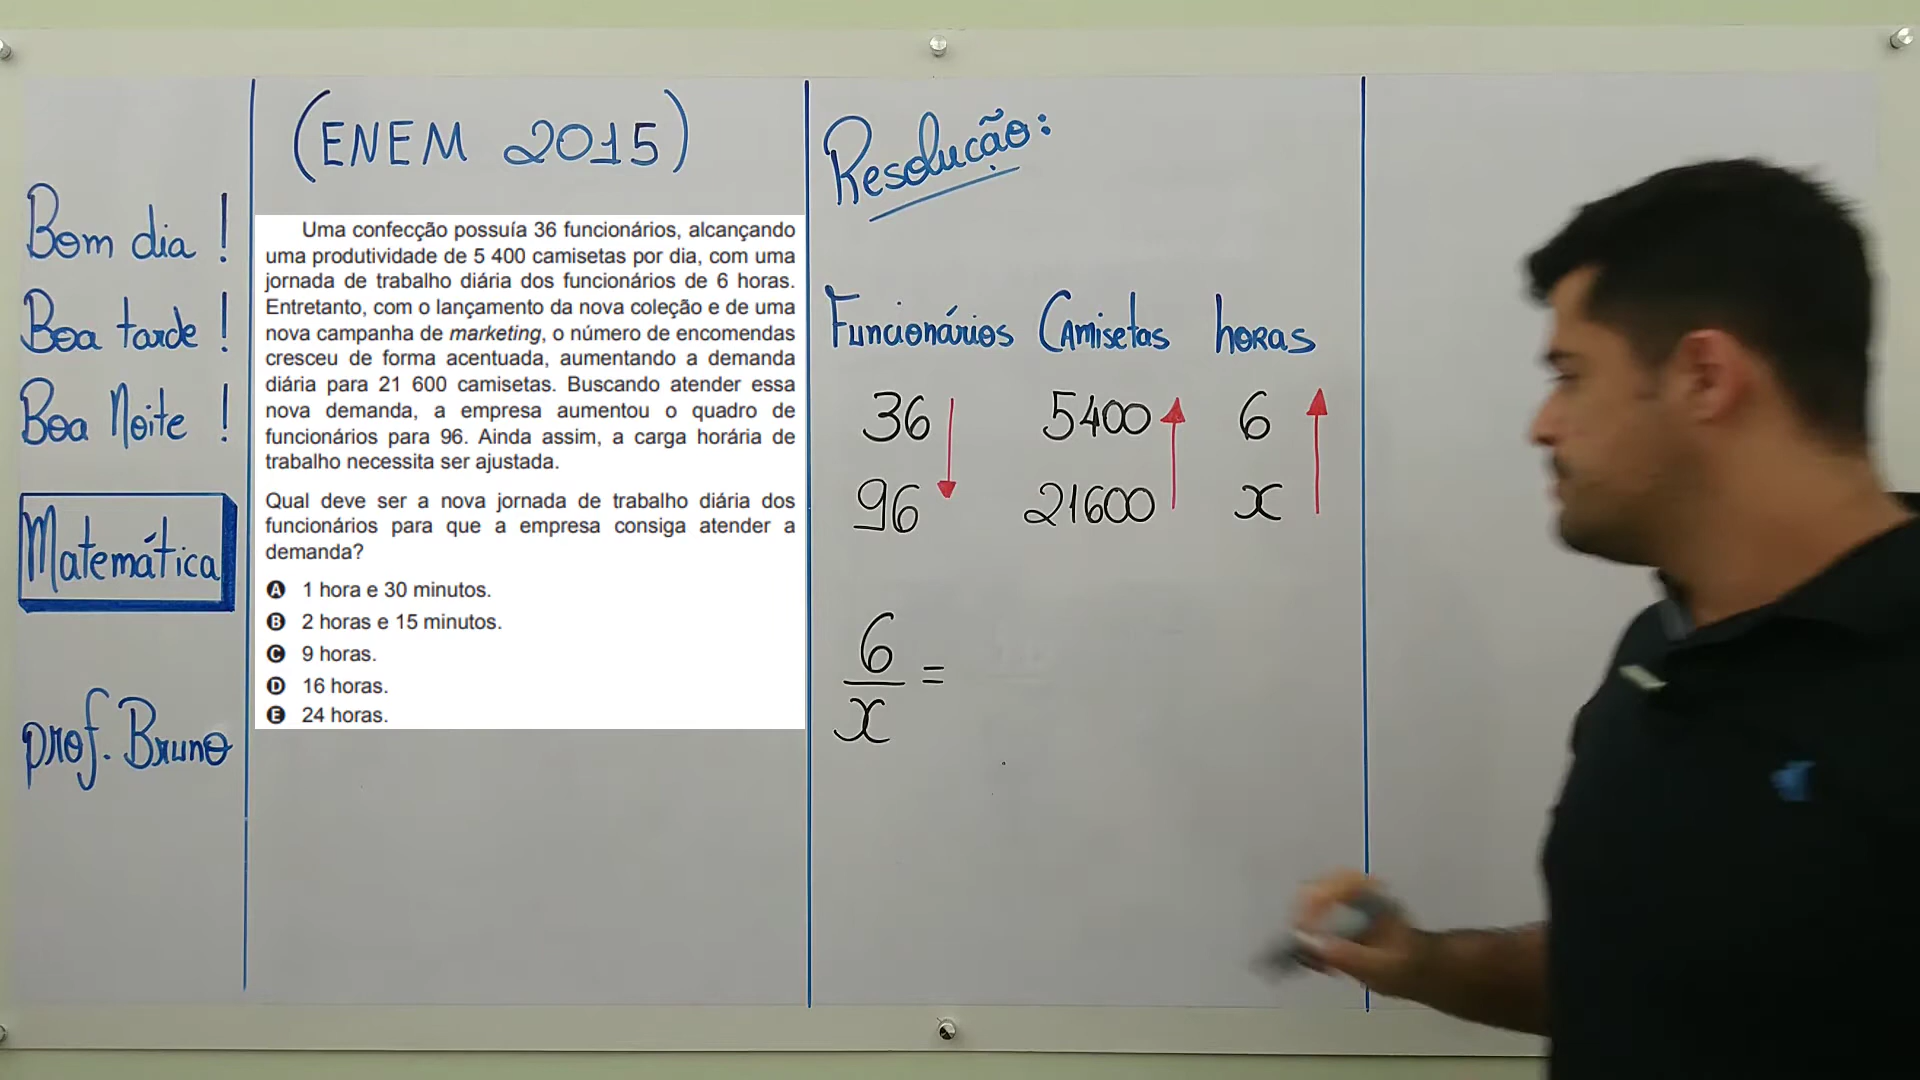 Bom dia !
Boa tarde !
Boa Noite !
Matemática
prof. Bruno
(ENEM 2015)
Uma confecção possuía 36 funcionários, alcançando
uma produtividade de 5 400 camisetas por dia, com uma
jornada de trabalho diária dos funcionários de 6 horas.
Entretanto, com o lançamento da nova coleção e de uma
nova campanha de marketing, o número de encomendas
cresceu de forma acentuada, aumentando a demanda
diária para 21 600 camisetas. Buscando atender essa
nova demanda, a empresa aumentou o quadro de
funcionários para 96. Ainda assim, a carga horária de
trabalho necessita ser ajustada.
Qual deve ser a nova jornada de trabalho diária dos
funcionários para que a empresa consiga atender a
demanda?
A 1 hora e 30 minutos.
B 2 horas e 15 minutos.
C 9 horas.
D 16 horas.
E 24 horas.
Resolução:
Funcionários Camisetas horas
36 5400 6
96 21600 x
6
=
x